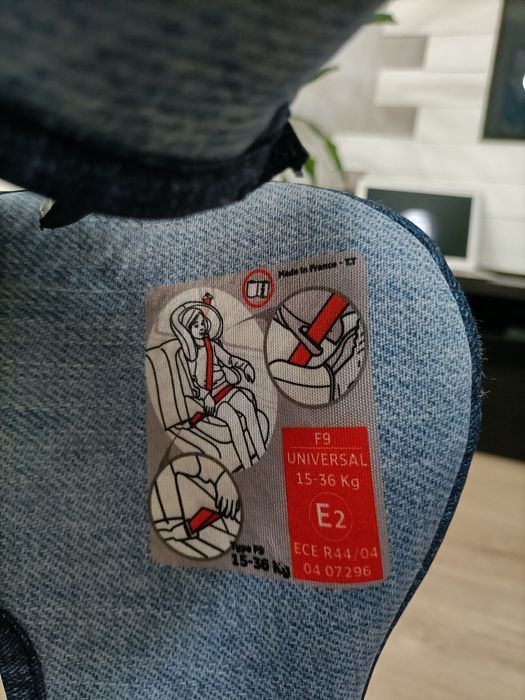 Made in France - TT
F9
UNIVERSAL
15-36 Kg
E2
ECE R44/04
04 07296
Type F9
15-36 kg